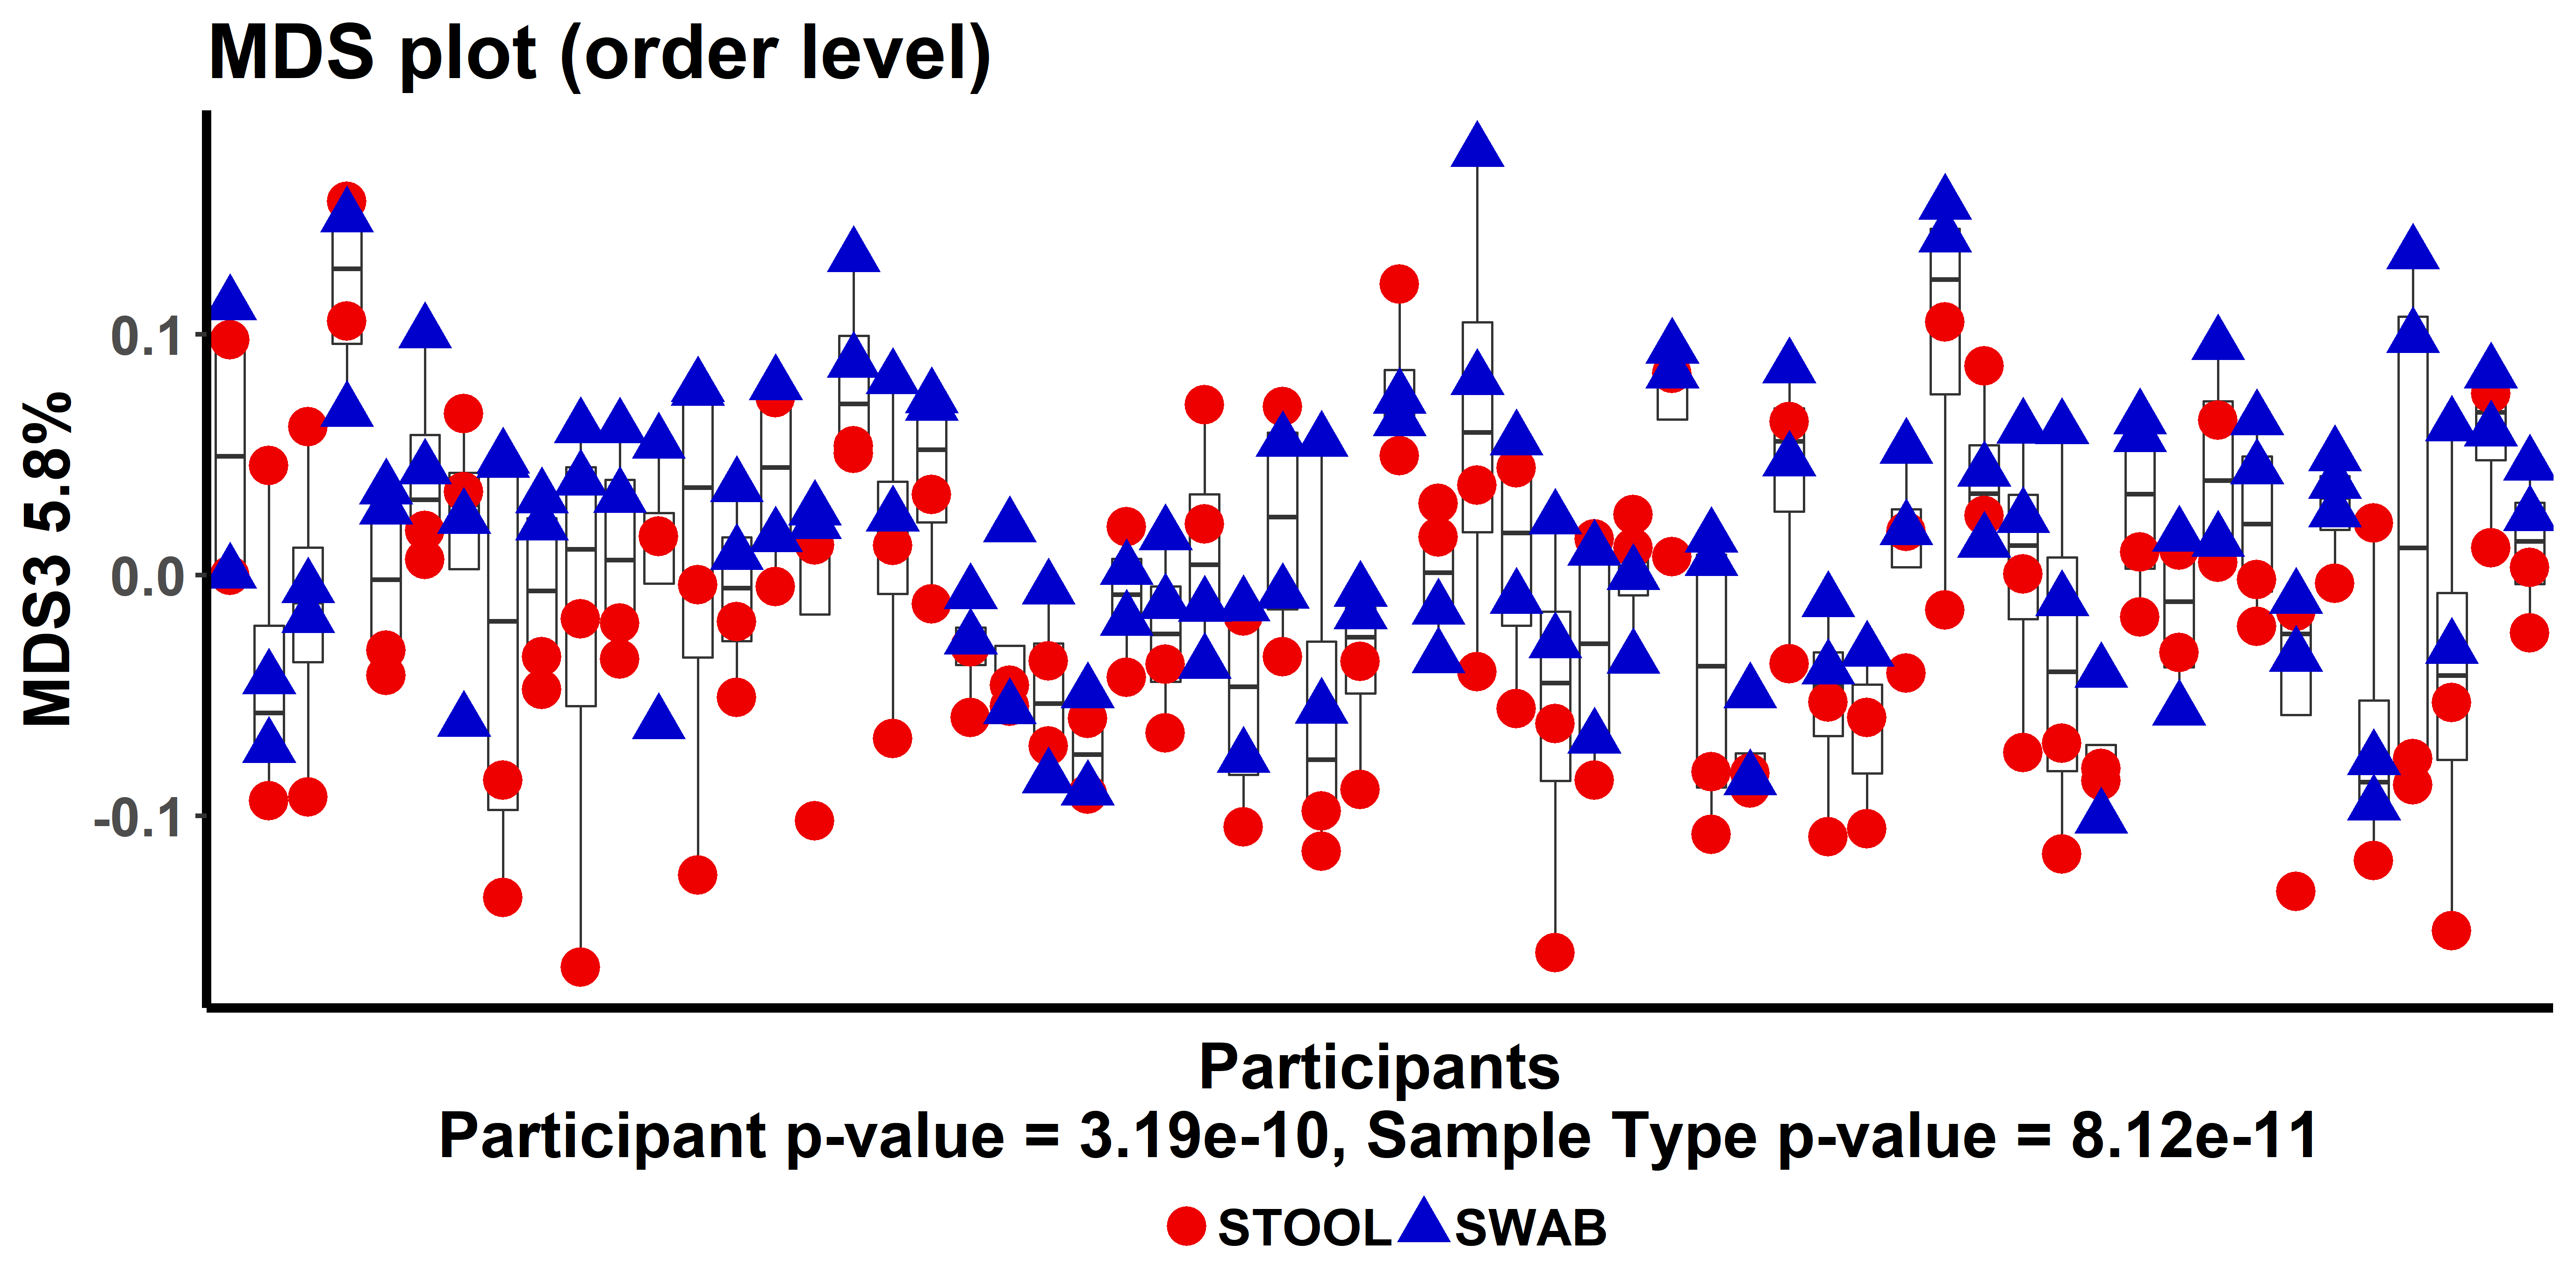 MDS plot (order level)
MDS3 5.8%
0.1
0.0
-0.1
Participants
Participant p-value = 3.19e-10, Sample Type p-value = 8.12e-11
STOOL SWAB